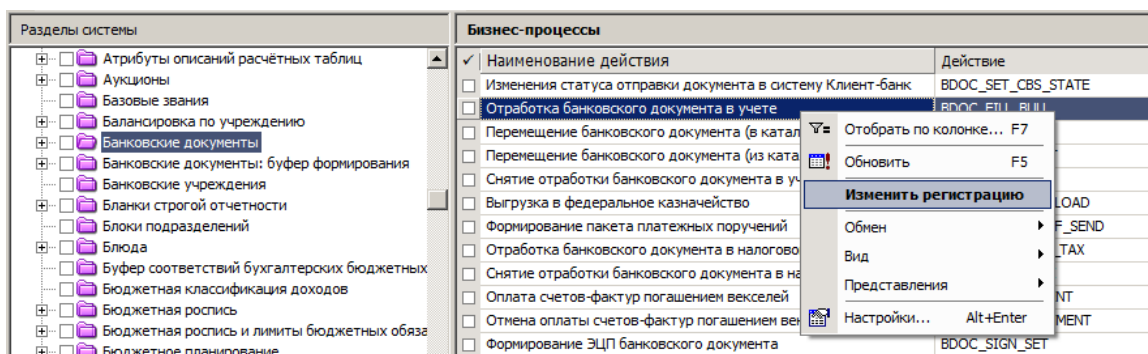 Разделы системы
Атрибуты описаний расчётных таблиц
Аукционы
Базовые звания
Балансировка по учреждению
Банковские документы
Банковские документы: буфер формирования
Банковские учреждения
Бланки строгой отчетности
Блоки подразделений
Блюда
Буфер соответствий бухгалтерских бюджетных
Бюджетная классификация доходов
Бюджетная роспись
Бюджетная роспись и лимиты бюджетных обяза
Бюджетное планирование
Бизнес-процессы
Наименование действия Действие
Изменения статуса отправки документа в систему Клиент-банк BDOC_SET_CBS_STATE
Отработка банковского документа в учете BDOC_FILL_BULL
Перемещение банковского документа (в катал
Перемещение банковского документа (из ката
Снятие отработки банковского документа в уч
Выгрузка в федеральное казначейство LOAD
Формирование пакета платежных поручений F_SEND
Отработка банковского документа в налогово _TAX
Снятие отработки банковского документа в на
Оплата счетов-фактур погашением векселей NT
Отмена оплаты счетов-фактур погашением век MENT
Формирование ЭЦП банковского документа BDOC_SIGN_SET
Отобрать по колонке... F7
Обновить F5
Изменить регистрацию
Обмен
Вид
Представления
Настройки... Alt+Enter